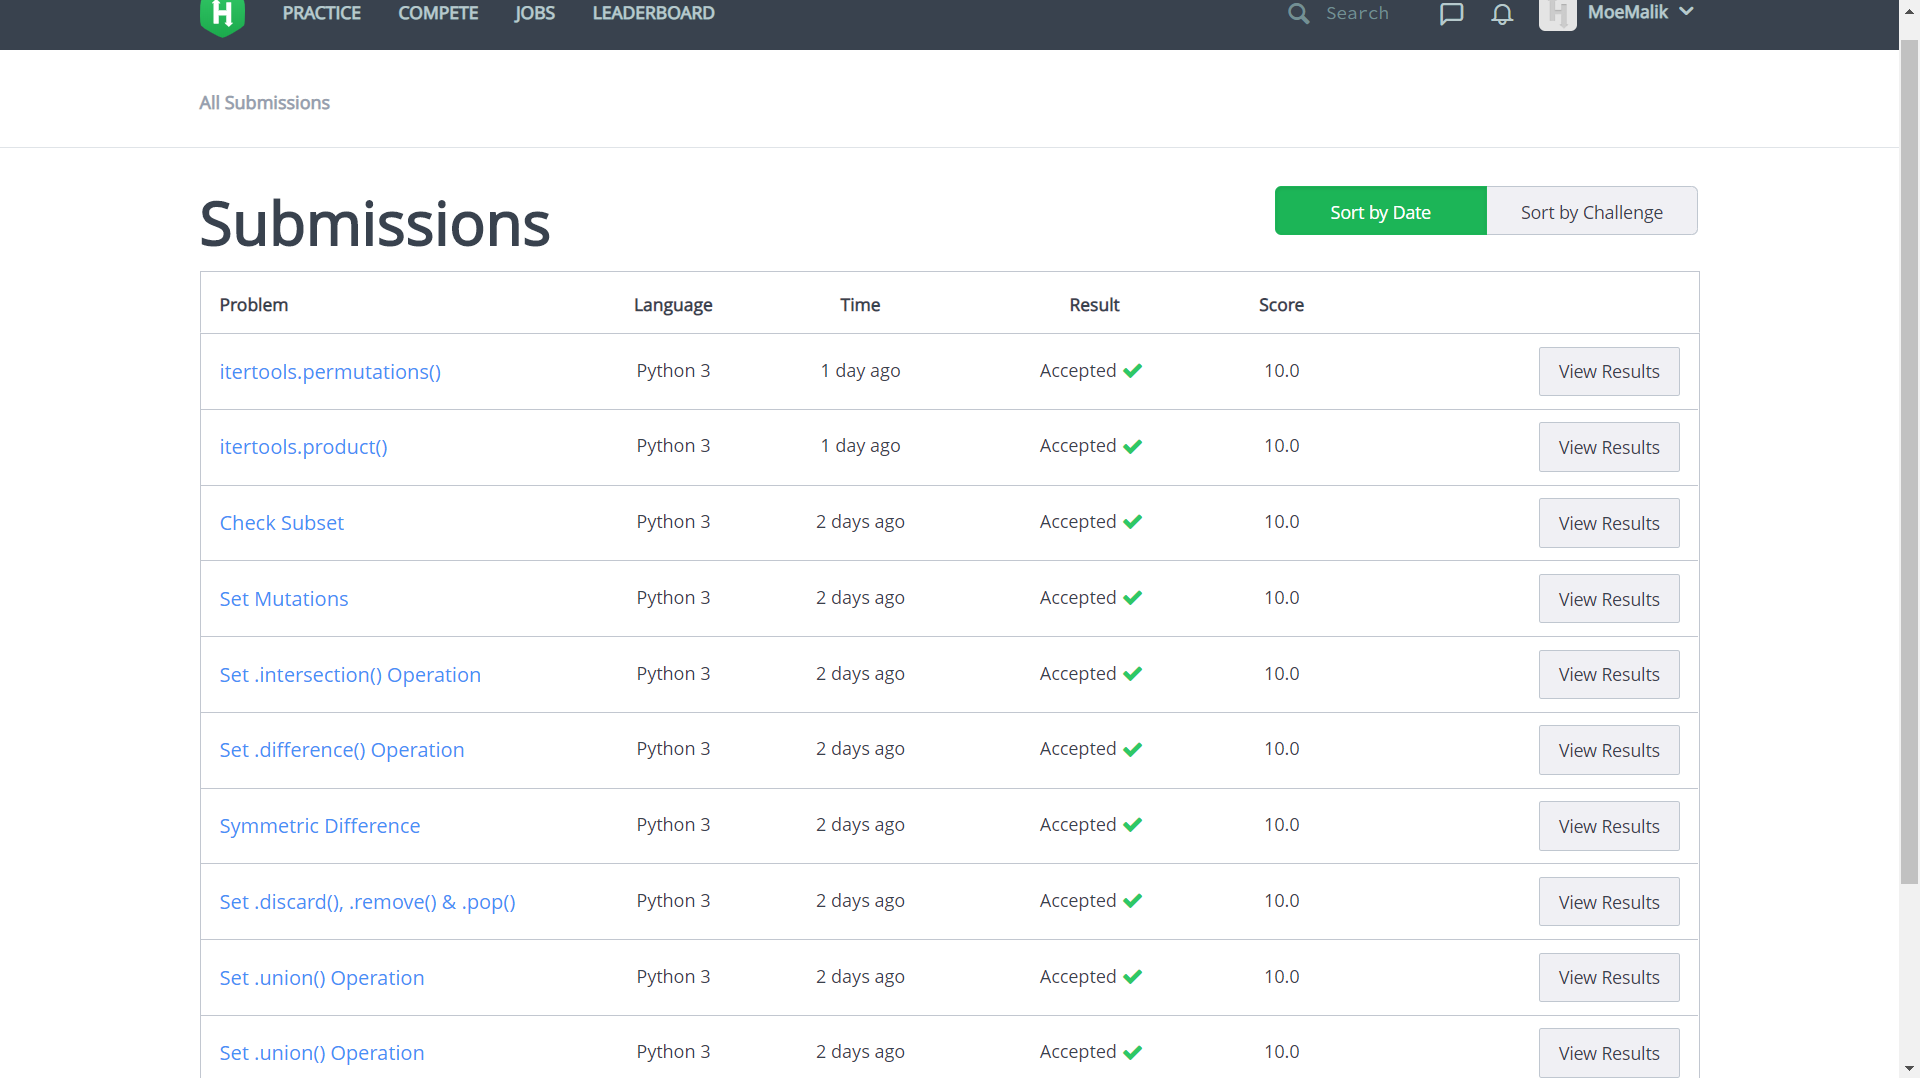 PRACTICE COMPETE JOBS LEADERBOARD Search MoeMalik
All Submissions
Submissions
Sort by Date Sort by Challenge
Problem Language Time Result Score
itertools.permutations() Python 3 1 day ago Accepted 10.0 View Results
itertools.product() Python 3 1 day ago Accepted 10.0 View Results
Check Subset Python 3 2 days ago Accepted 10.0 View Results
Set Mutations Python 3 2 days ago Accepted 10.0 View Results
Set .intersection() Operation Python 3 2 days ago Accepted 10.0 View Results
Set .difference() Operation Python 3 2 days ago Accepted 10.0 View Results
Symmetric Difference Python 3 2 days ago Accepted 10.0 View Results
Set .discard(), .remove() & .pop() Python 3 2 days ago Accepted 10.0 View Results
Set .union() Operation Python 3 2 days ago Accepted 10.0 View Results
Set .union() Operation Python 3 2 days ago Accepted 10.0 View Results